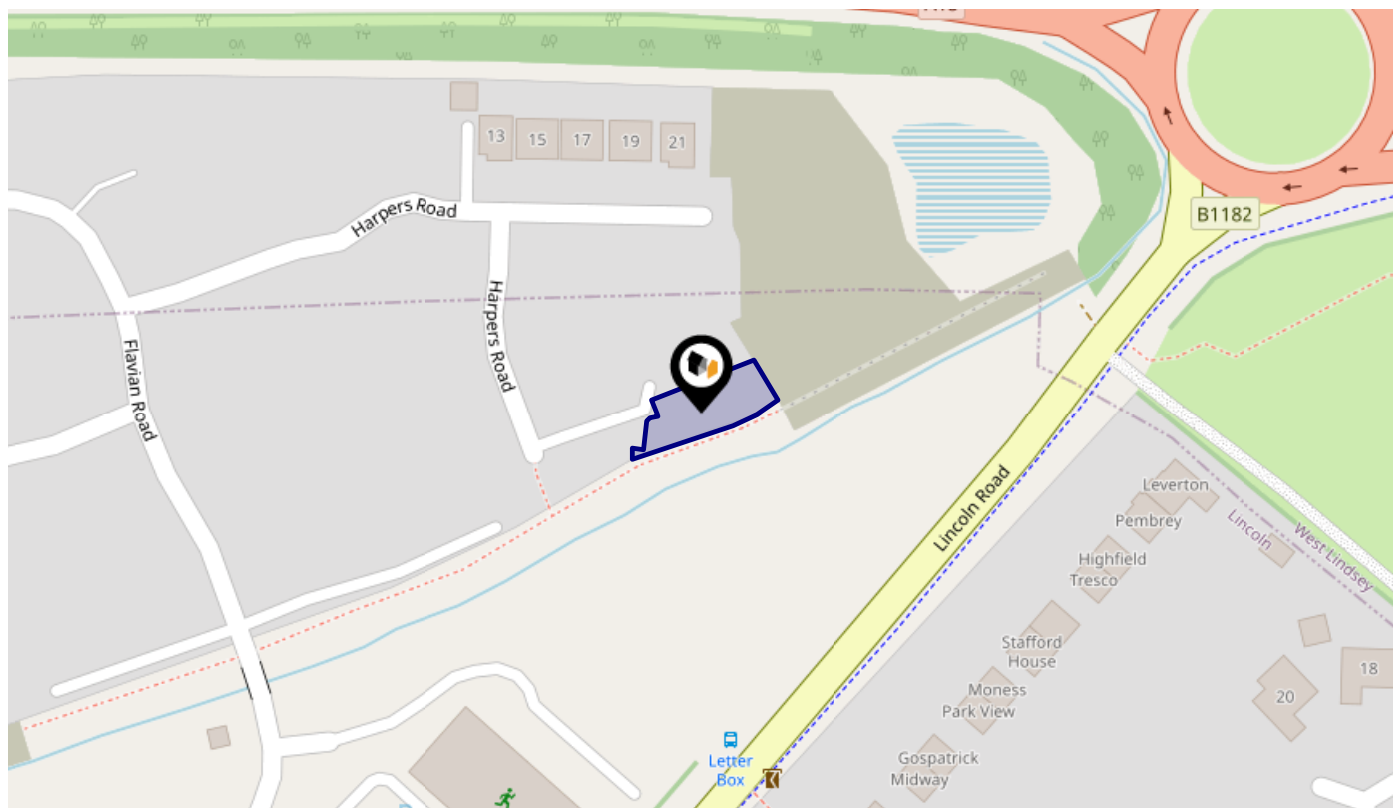 13
15
17
19
21
B1182
Harpers Road
Harpers Road
Flavian Road
Lincoln Road
Leverton
Pembrey
Lincoln
West Lindsey
Highfield
Tresco
Stafford
House
18
20
Moness
Park View
Letter
Box
Gospatrick
Midway